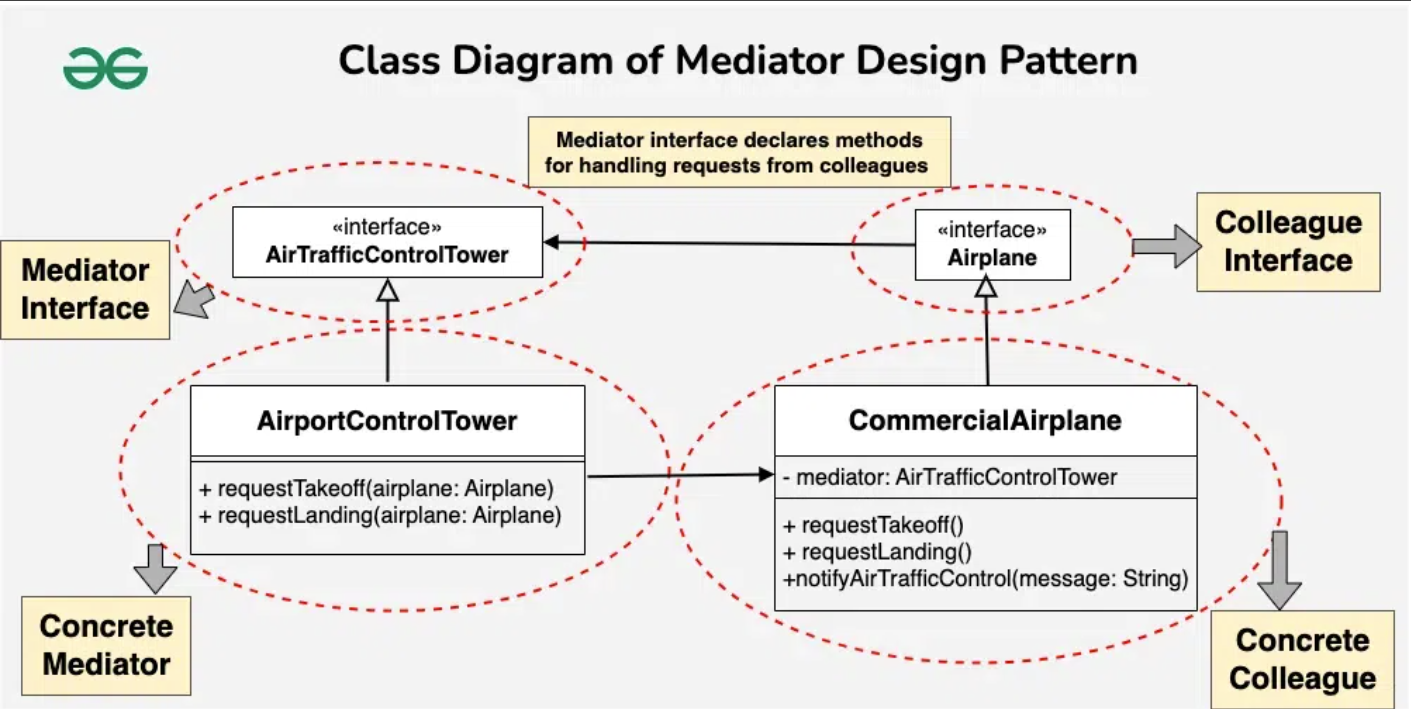 Class Diagram of Mediator Design Pattern
Mediator interface declares methods
for handling requests from colleagues
«interface»
AirTrafficControlTower
«interface»
Airplane
Colleague
Interface
Mediator
Interface
AirportControlTower
+ requestTakeoff(airplane: Airplane)
+ requestLanding(airplane: Airplane)
CommercialAirplane
- mediator: AirTrafficControlTower
+ requestTakeoff()
+ requestLanding()
+notifyAirTrafficControl(message: String)
Concrete
Mediator
Concrete
Colleague